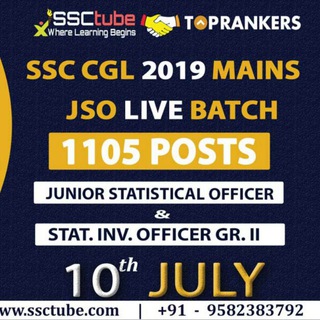 SSCtube TOPRANKERS
Where Learning Begins
SSC CGL 2019 MAINS
JSO LIVE BATCH
1105 POSTS
JUNIOR STATISTICAL OFFICER
&
STAT. INV. OFFICER GR. II
10th JULY
www.ssctube.com | +91 - 9582383792